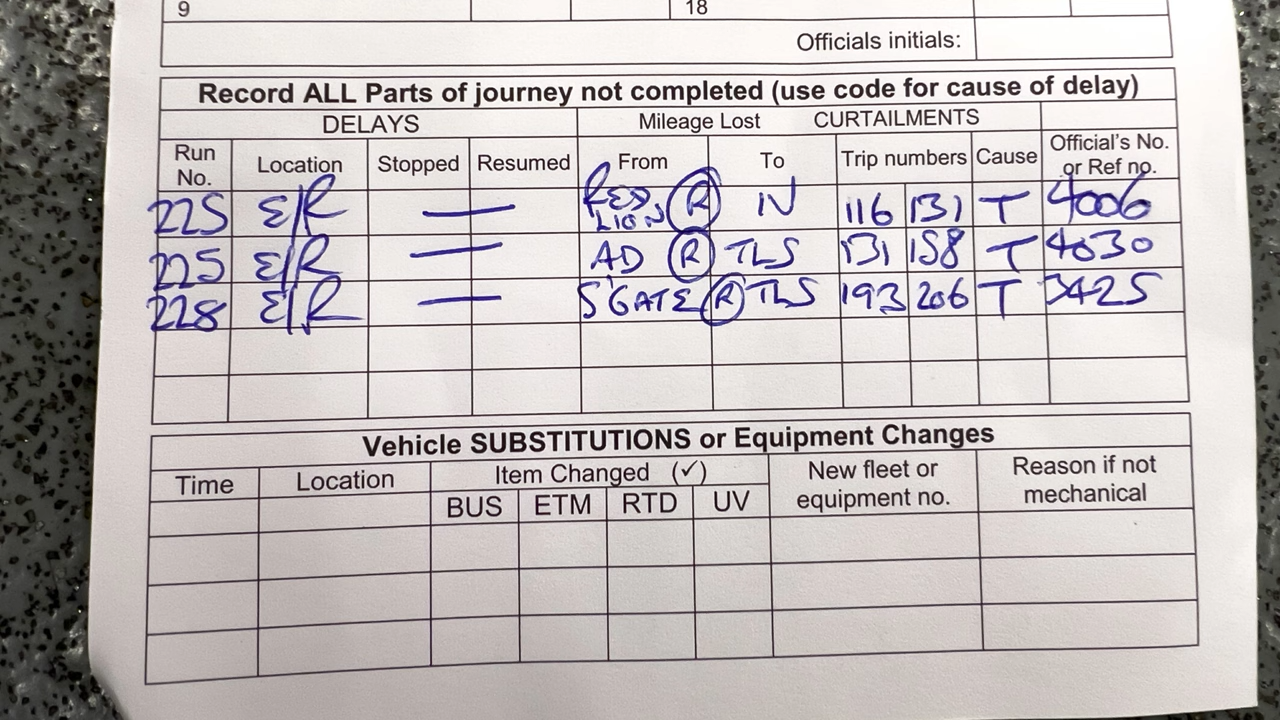 9 18
Officials initials:
Record ALL Parts of journey not completed (use code for cause of delay)
DELAYS Mileage Lost CURTAILMENTS
Run No. Location Stopped Resumed From To Trip numbers Cause Official's No. or Ref no.
225 E/R — RED LION R IN 116 131 T 4006
225 E/R — AD R TLS 131 158 T 4030
228 E/R — S'GATE R TLS 193 206 T 3425
Vehicle SUBSTITUTIONS or Equipment Changes
Time Location Item Changed (✓) New fleet or equipment no. Reason if not mechanical
BUS ETM RTD UV